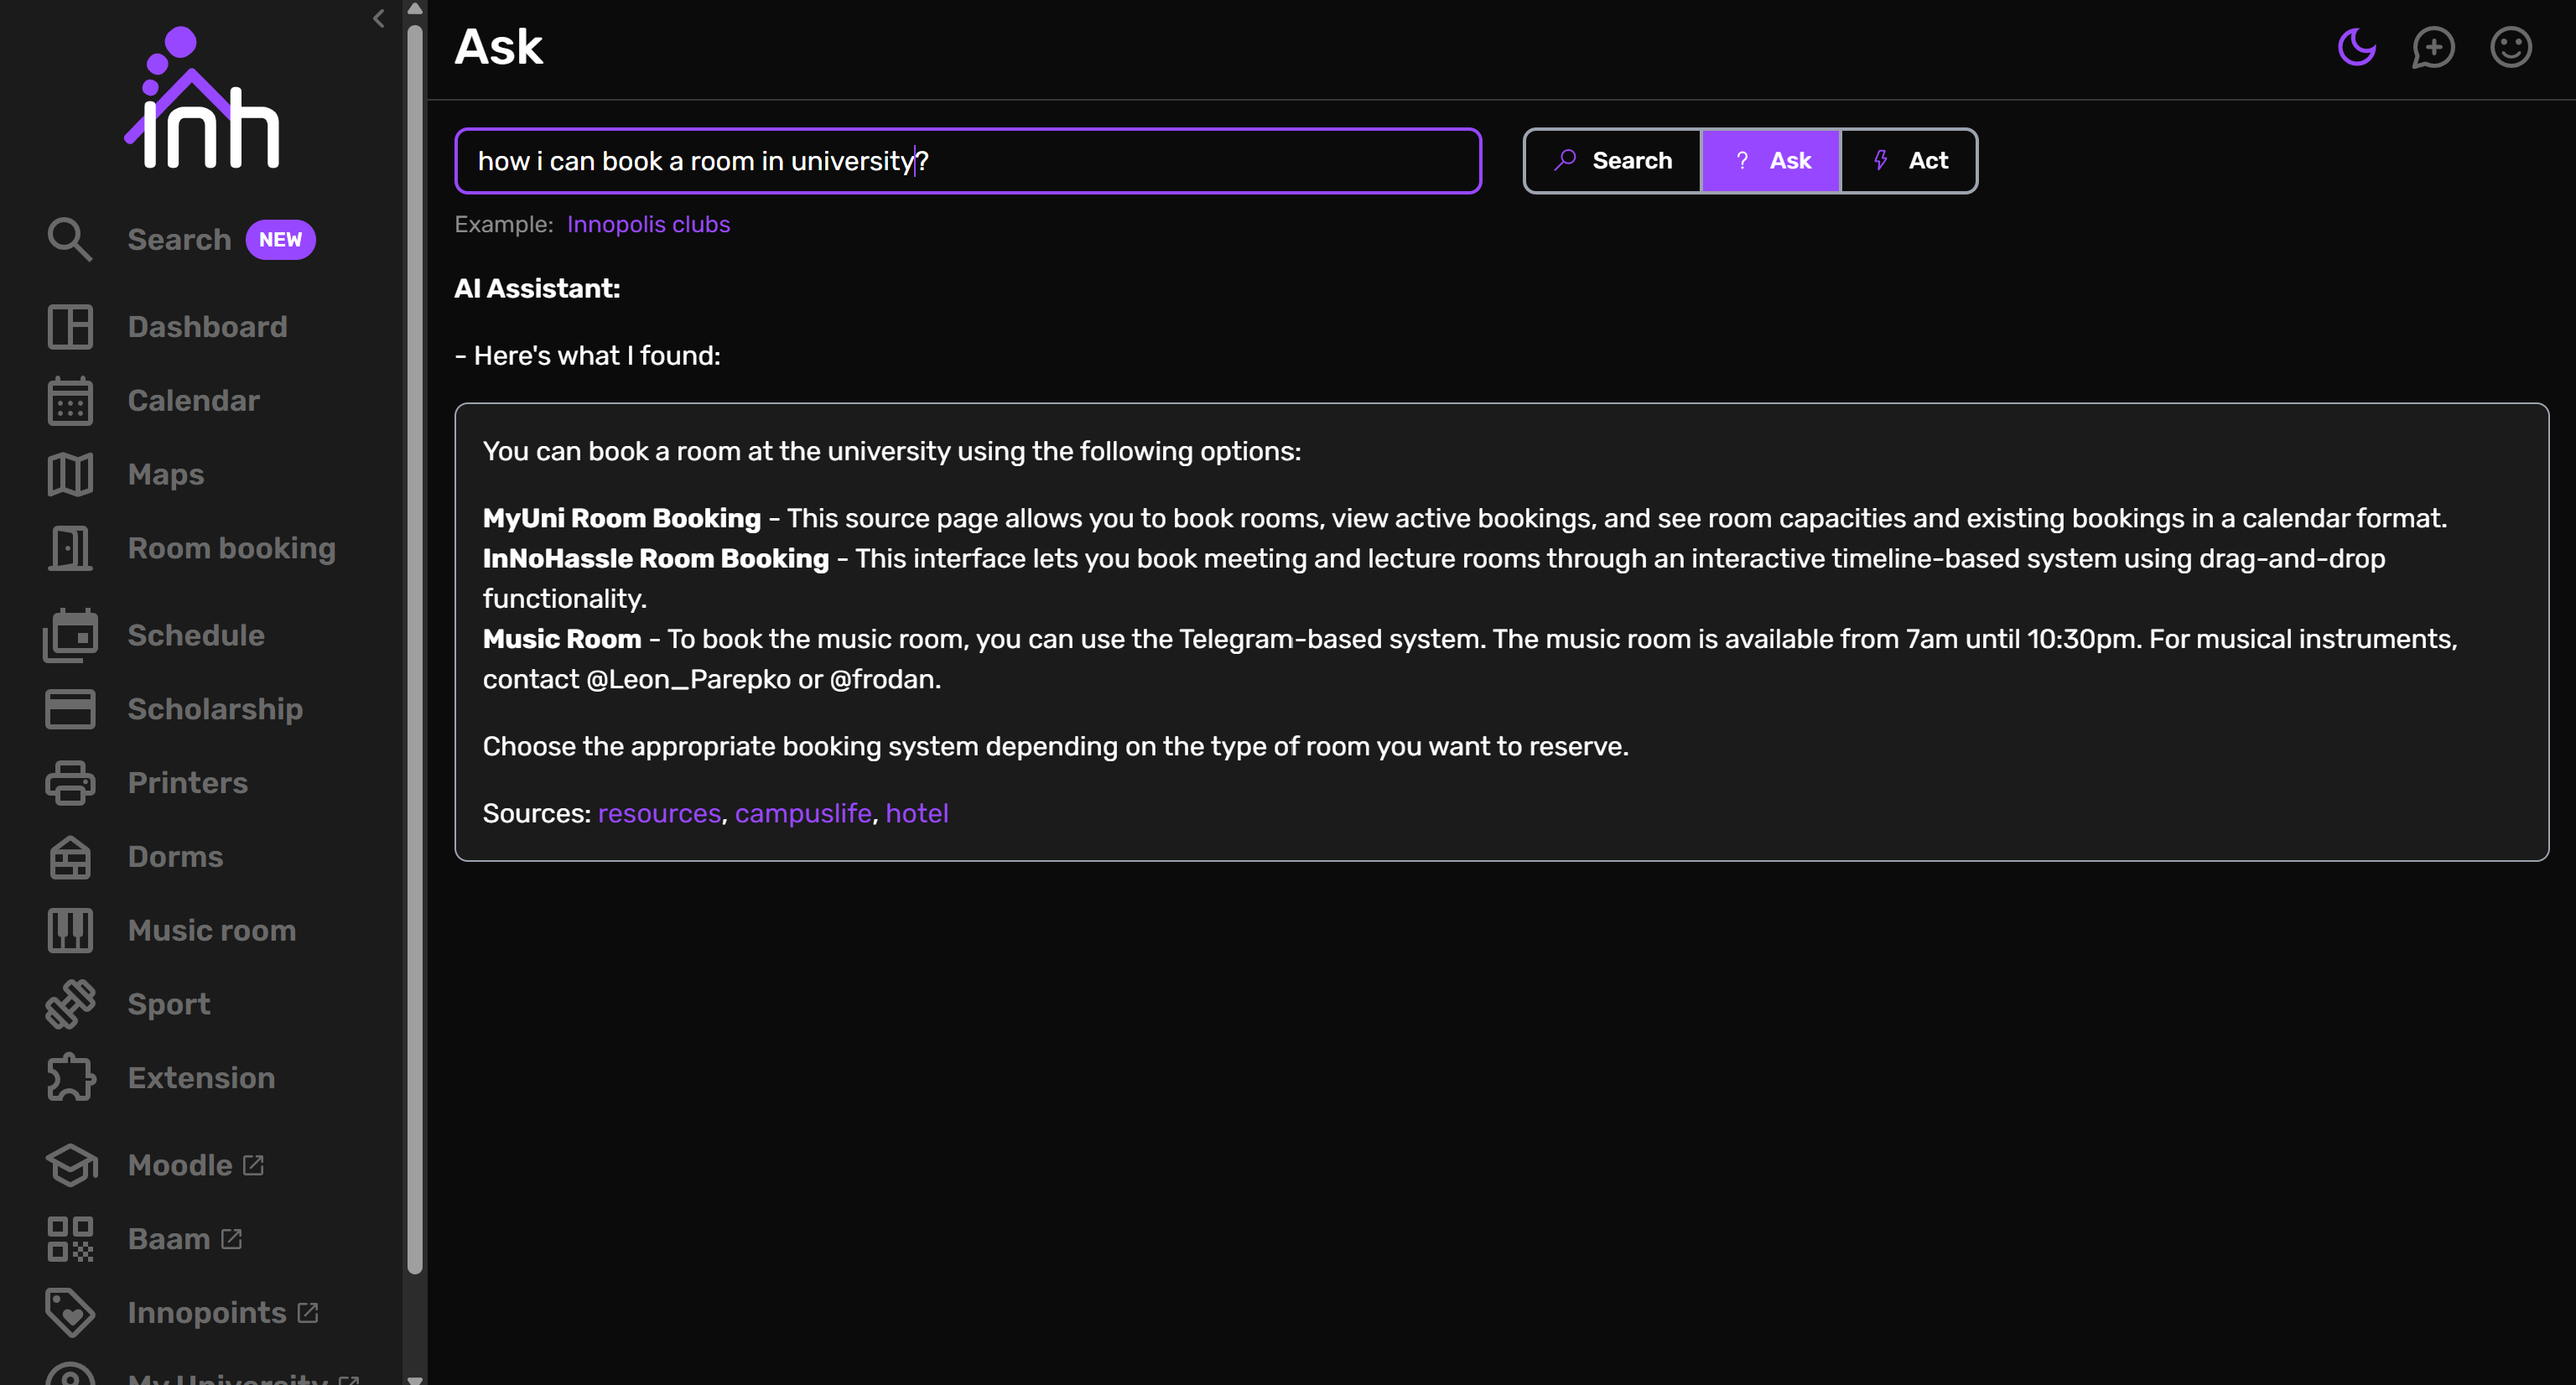 inh
Search NEW
Dashboard
Calendar
Maps
Room booking
Schedule
Scholarship
Printers
Dorms
Music room
Sport
Extension
Moodle
Baam
Innopoints
My University
Ask
how i can book a room in university?
Search
? Ask
Act
Example: Innopolis clubs
AI Assistant:
- Here's what I found:
You can book a room at the university using the following options:
MyUni Room Booking - This source page allows you to book rooms, view active bookings, and see room capacities and existing bookings in a calendar format.
InNoHassle Room Booking - This interface lets you book meeting and lecture rooms through an interactive timeline-based system using drag-and-drop
functionality.
Music Room - To book the music room, you can use the Telegram-based system. The music room is available from 7am until 10:30pm. For musical instruments,
contact @Leon_Parepko or @frodan.
Choose the appropriate booking system depending on the type of room you want to reserve.
Sources: resources, campuslife, hotel